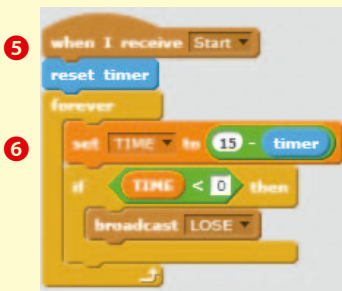 5 when I receive Start
reset timer
forever
6 set TIME to 15 - timer
if TIME < 0 then
broadcast LOSE